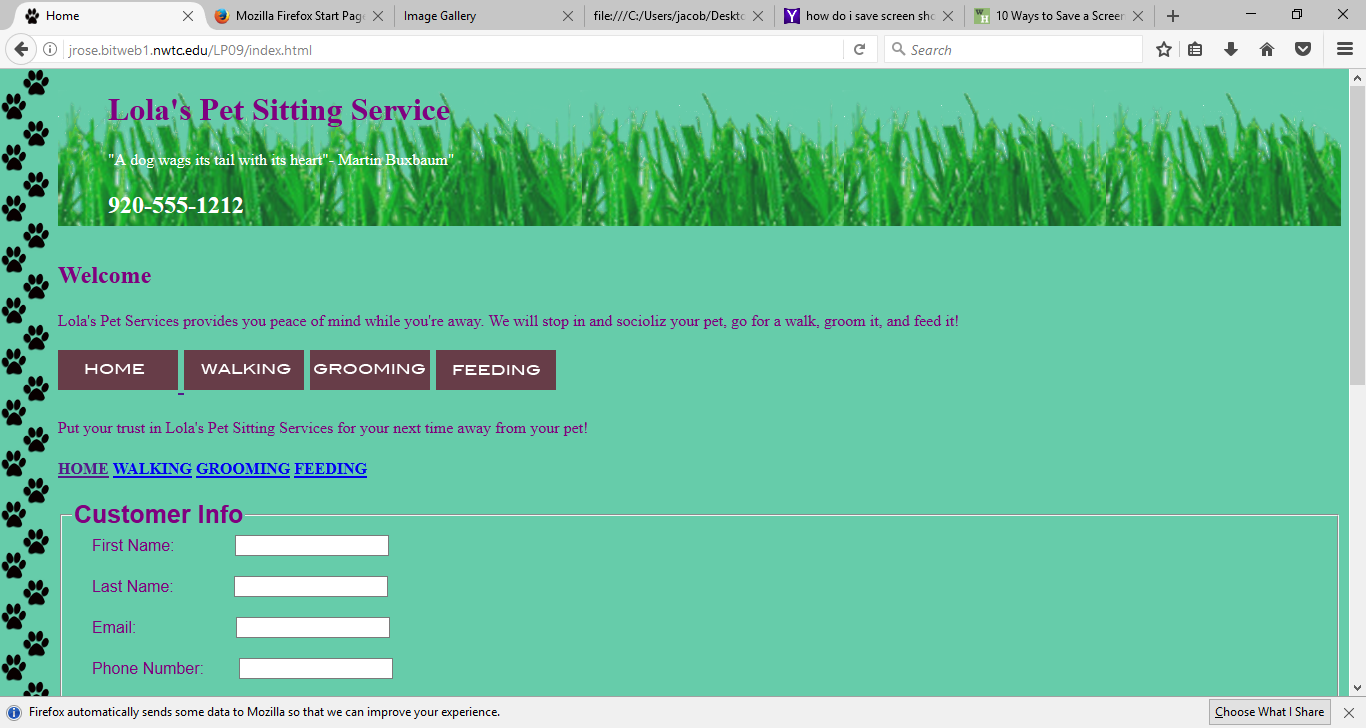 Home
Mozilla Firefox Start Page
Image Gallery
file:///C:/Users/jacob/Deskto
how do i save screen sho
10 Ways to Save a Screen
jrose.bitweb1.nwtc.edu/LP09/index.html
Search
Lola's Pet Sitting Service
"A dog wags its tail with its heart"- Martin Buxbaum"
920-555-1212
Welcome
Lola's Pet Services provides you peace of mind while you're away. We will stop in and socioliz your pet, go for a walk, groom it, and feed it!
HOME WALKING GROOMING FEEDING
Put your trust in Lola's Pet Sitting Services for your next time away from your pet!
HOME WALKING GROOMING FEEDING
Customer Info
First Name:
Last Name:
Email:
Phone Number:
Firefox automatically sends some data to Mozilla so that we can improve your experience.
Choose What I Share